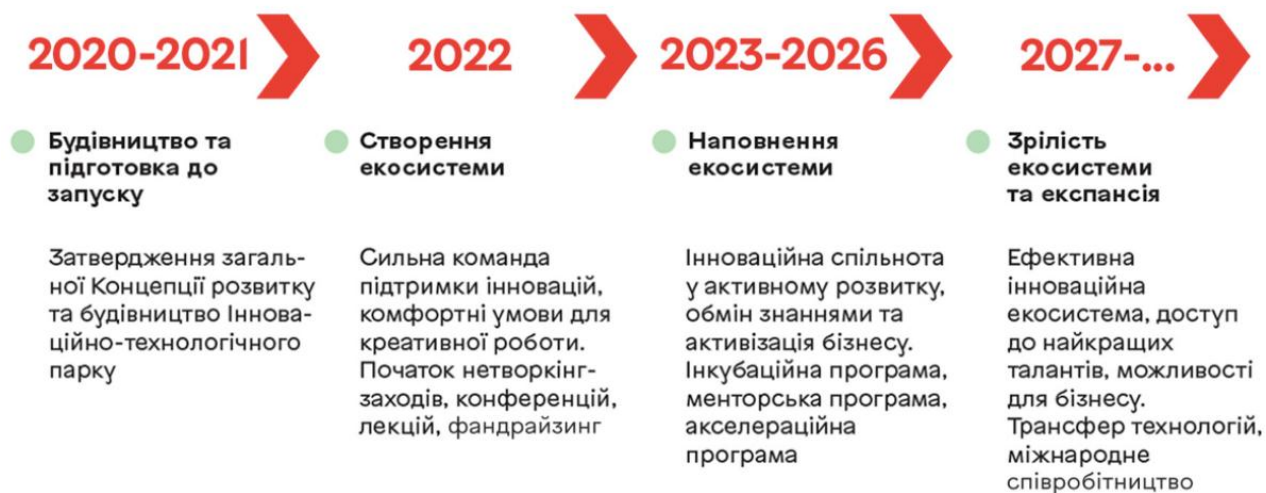 2020-2021
Будівництво та
підготовка до
запуску
Затвердження загаль-
ної Концепції розвитку
та будівництво Іннова-
ційно-технологічного
парку
2022
Створення
екосистеми
Сильна команда
підтримки інновацій,
комфортні умови для
креативної роботи.
Початок нетворкінг-
заходів, конференцій,
лекцій, фандрайзинг
2023-2026
Наповнення
екосистеми
Інноваційна спільнота
у активному розвитку,
обмін знаннями та
активізація бізнесу.
Інкубаційна програма,
менторська програма,
акселераційна
програма
2027-...
Зрілість
екосистеми
та експансія
Ефективна
інноваційна
екосистема, доступ
до найкращих
талантів, можливості
для бізнесу.
Трансфер технологій,
міжнародне
співробітництво